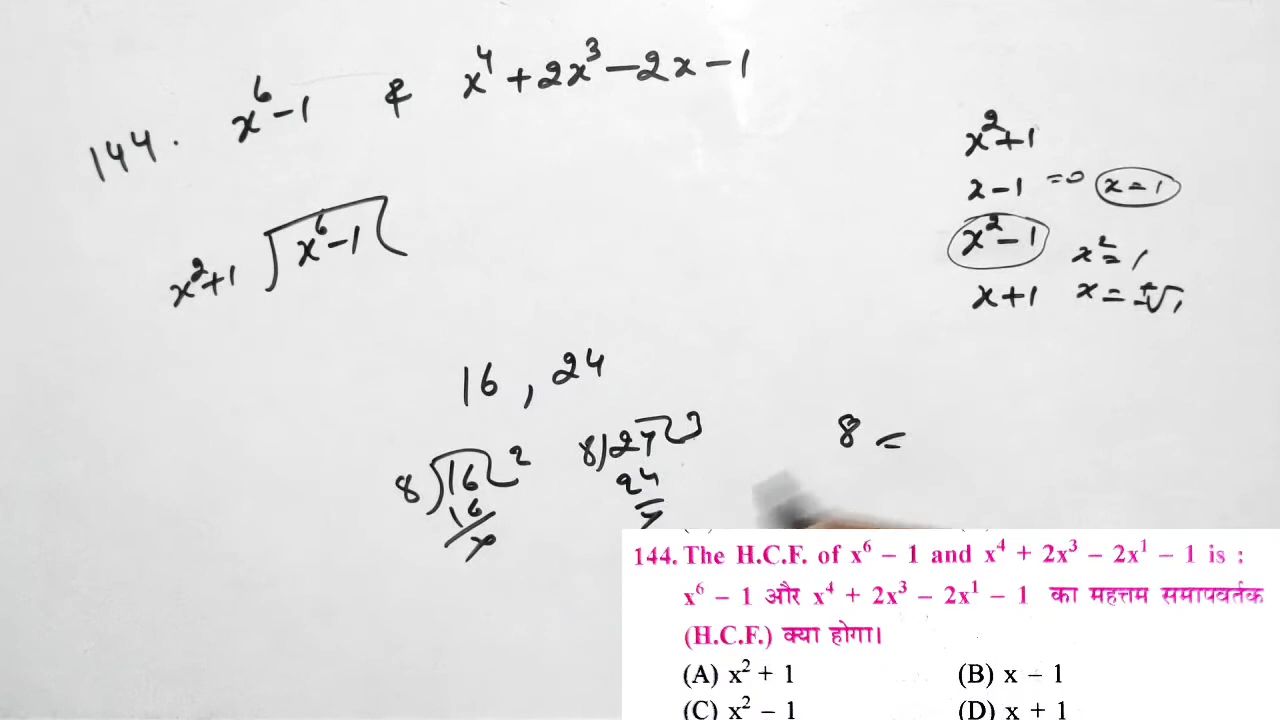 144. x⁶ - 1 & x⁴ + 2x³ - 2x - 1
x² + 1
x - 1 = 0 x = 1
x² - 1 x² = 1
x + 1 x = ±√1
x² + 1 ) x⁶ - 1 (
16 , 24
8 ) 16 ( 2
16
×
8 ) 24 ( 3
24
×
8 =
144. The H.C.F. of x⁶ − 1 and x⁴ + 2x³ − 2x¹ − 1 is :
x⁶ − 1 और x⁴ + 2x³ − 2x¹ − 1 का महत्तम समापवर्तक
(H.C.F.) क्या होगा।
(A) x² + 1 (B) x − 1
(C) x² − 1 (D) x + 1